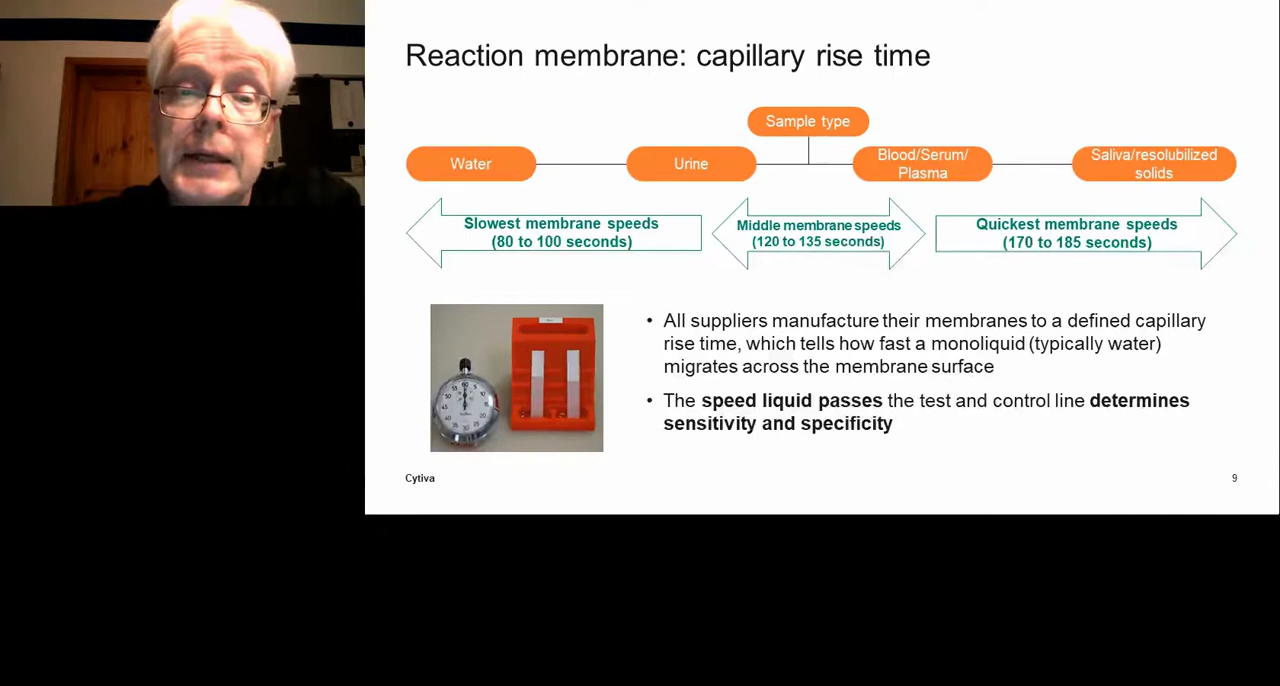 Reaction membrane: capillary rise time
Sample type
Water
Urine
Blood/Serum/
Plasma
Saliva/resolubilized
solids
Slowest membrane speeds
(80 to 100 seconds)
Middle membrane speeds
(120 to 135 seconds)
Quickest membrane speeds
(170 to 185 seconds)
• All suppliers manufacture their membranes to a defined capillary
rise time, which tells how fast a monoliquid (typically water)
migrates across the membrane surface
• The speed liquid passes the test and control line determines
sensitivity and specificity
Cytiva
9